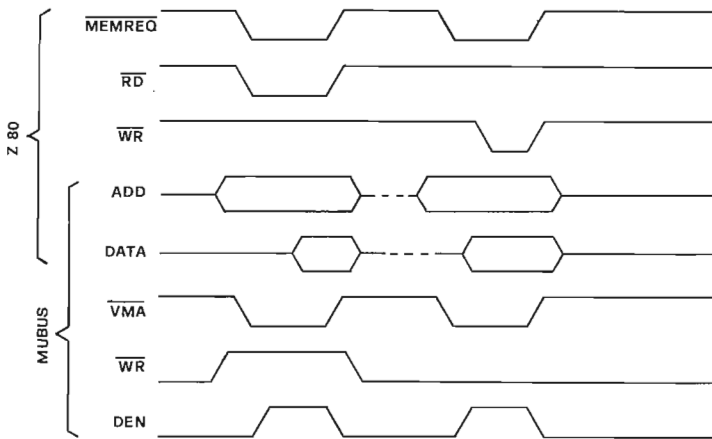 Z 80
MEMREQ
RD
WR
ADD
DATA
MUBUS
VMA
WR
DEN